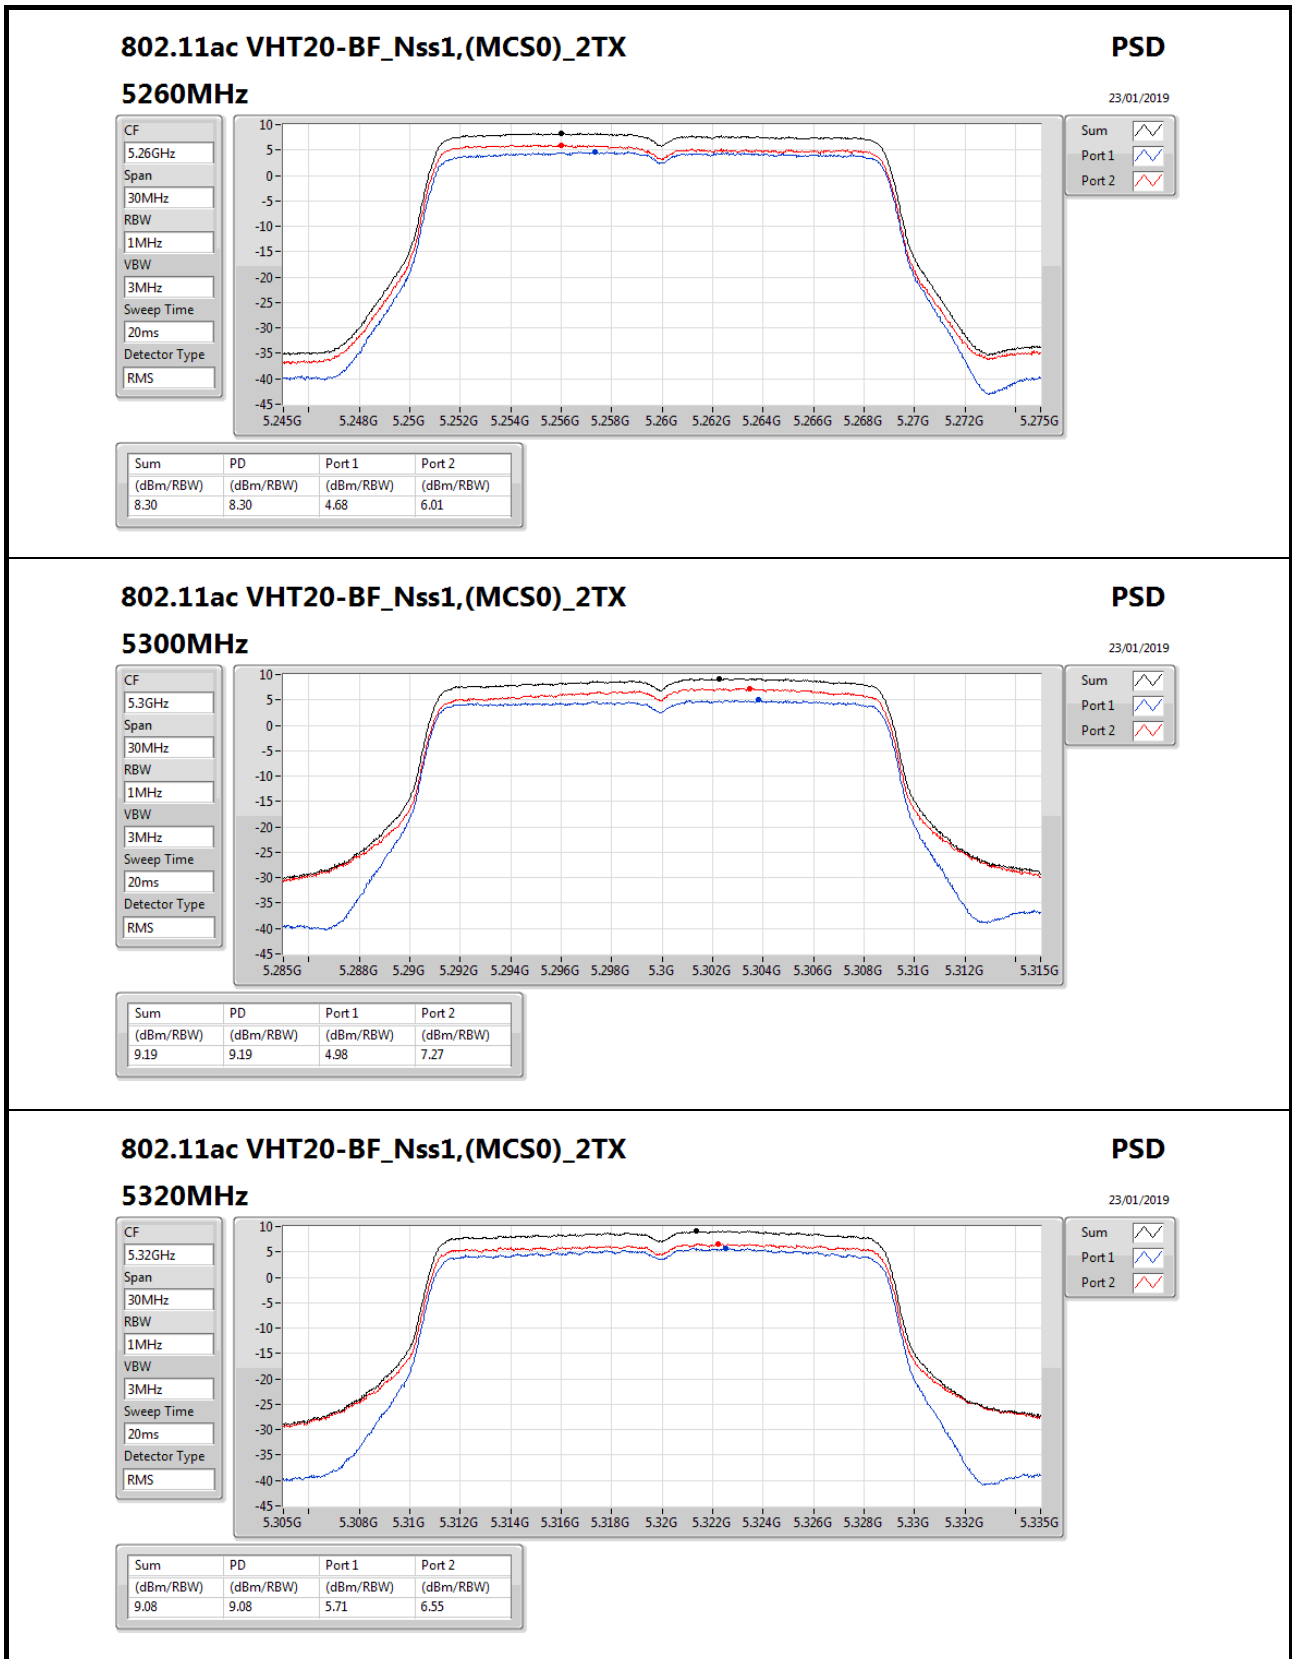 802.11ac VHT20-BF_Nss1,(MCS0)_2TX PSD
5260MHz 23/01/2019
CF
5.26GHz
Span
30MHz
RBW
1MHz
VBW
3MHz
Sweep Time
20ms
Detector Type
RMS
10
5
0
-5
-10
-15
-20
-25
-30
-35
-40
-45
5.245G 5.248G 5.25G 5.252G 5.254G 5.256G 5.258G 5.26G 5.262G 5.264G 5.266G 5.268G 5.27G 5.272G 5.275G
Sum
Port 1
Port 2
Sum PD Port 1 Port 2
(dBm/RBW) (dBm/RBW) (dBm/RBW) (dBm/RBW)
8.30 8.30 4.68 6.01
802.11ac VHT20-BF_Nss1,(MCS0)_2TX PSD
5300MHz 23/01/2019
CF
5.3GHz
Span
30MHz
RBW
1MHz
VBW
3MHz
Sweep Time
20ms
Detector Type
RMS
10
5
0
-5
-10
-15
-20
-25
-30
-35
-40
-45
5.285G 5.288G 5.29G 5.292G 5.294G 5.296G 5.298G 5.3G 5.302G 5.304G 5.306G 5.308G 5.31G 5.312G 5.315G
Sum
Port 1
Port 2
Sum PD Port 1 Port 2
(dBm/RBW) (dBm/RBW) (dBm/RBW) (dBm/RBW)
9.19 9.19 4.98 7.27
802.11ac VHT20-BF_Nss1,(MCS0)_2TX PSD
5320MHz 23/01/2019
CF
5.32GHz
Span
30MHz
RBW
1MHz
VBW
3MHz
Sweep Time
20ms
Detector Type
RMS
10
5
0
-5
-10
-15
-20
-25
-30
-35
-40
-45
5.305G 5.308G 5.31G 5.312G 5.314G 5.316G 5.318G 5.32G 5.322G 5.324G 5.326G 5.328G 5.33G 5.332G 5.335G
Sum
Port 1
Port 2
Sum PD Port 1 Port 2
(dBm/RBW) (dBm/RBW) (dBm/RBW) (dBm/RBW)
9.08 9.08 5.71 6.55